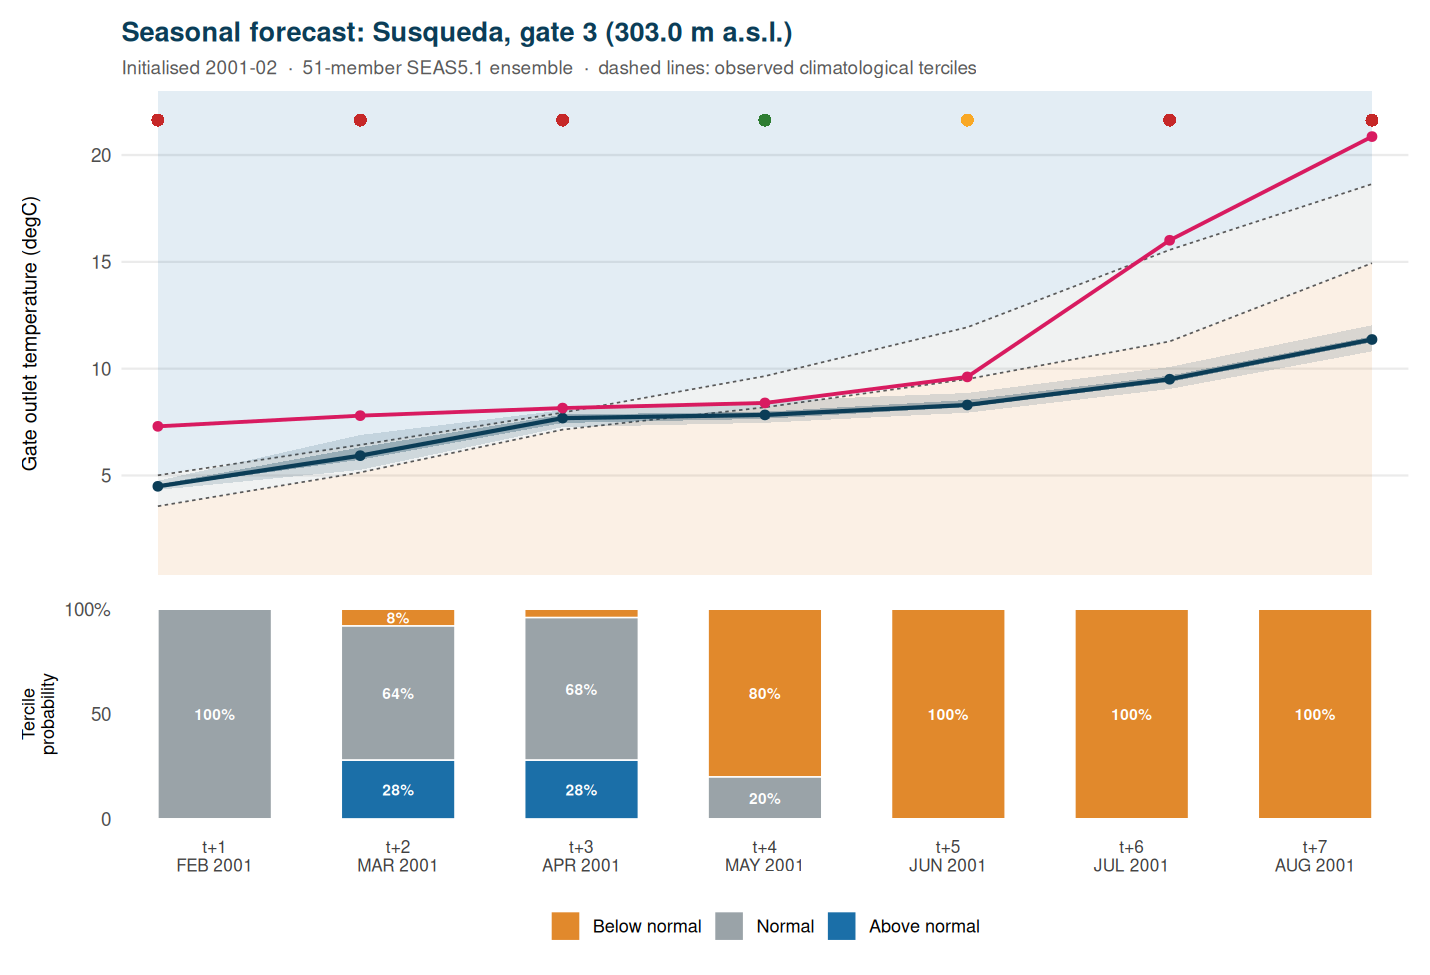 Seasonal forecast: Susqueda, gate 3 (303.0 m a.s.l.)
Initialised 2001-02 · 51-member SEAS5.1 ensemble · dashed lines: observed climatological terciles
Gate outlet temperature (degC)
20
15
10
5
Tercile
probability
100%
50
0
100%
8%
64%
28%
68%
28%
80%
20%
100%
100%
100%
t+1
FEB 2001
t+2
MAR 2001
t+3
APR 2001
t+4
MAY 2001
t+5
JUN 2001
t+6
JUL 2001
t+7
AUG 2001
Below normal
Normal
Above normal